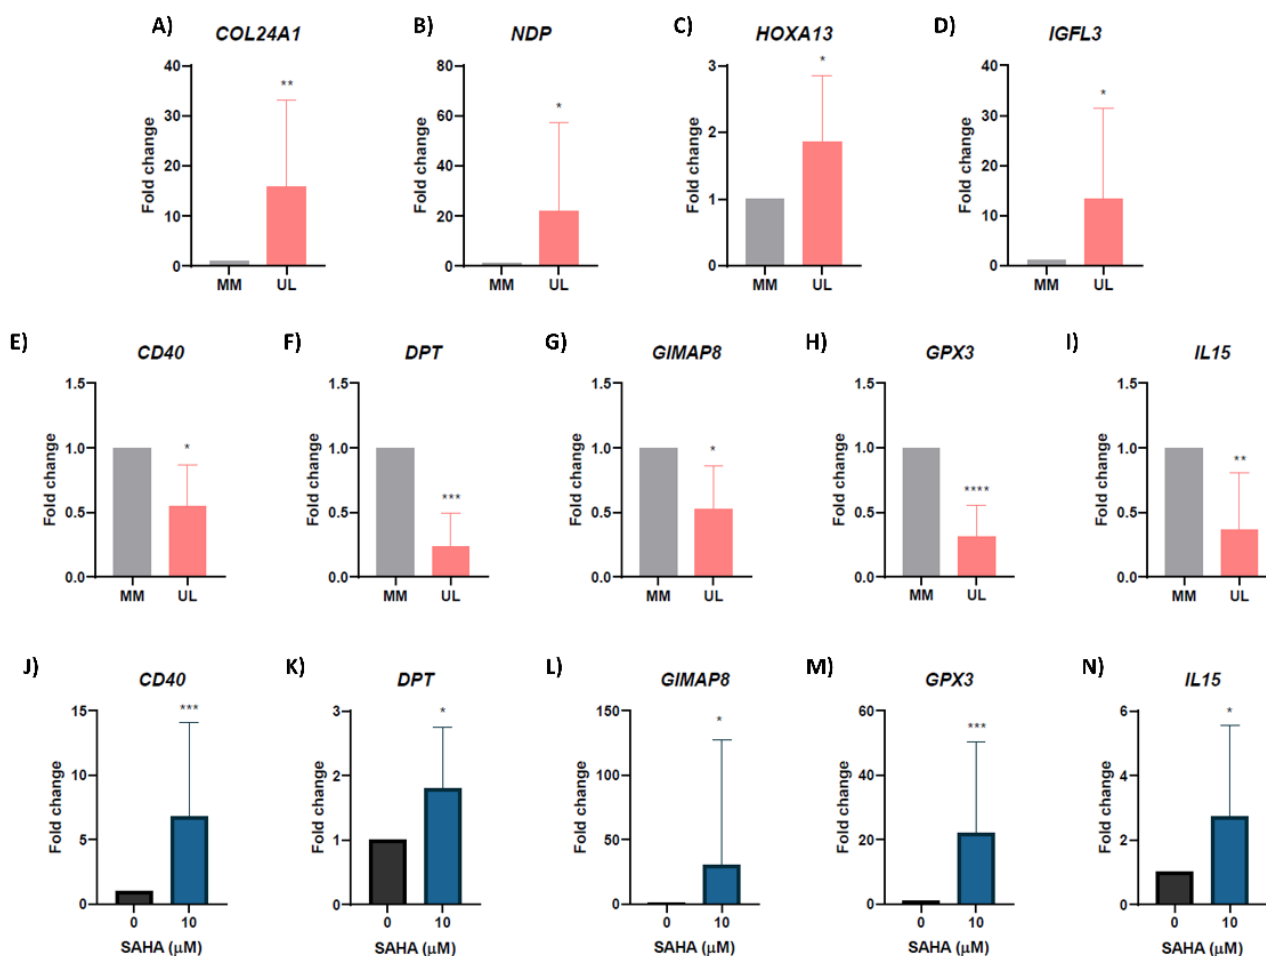 A) COL24A1 B) NDP C) HOXA13 D) IGFL3
40 80 3 40
** * * *
30 60 2 30
20 40 1 20
10 20 0 10
0 0 0
Fold change Fold change Fold change Fold change
MM UL MM UL MM UL MM UL
E) CD40 F) DPT G) GIMAP8 H) GPX3 I) IL15
1.5 1.5 1.5 1.5 1.5
* *** * **** **
1.0 1.0 1.0 1.0 1.0
0.5 0.5 0.5 0.5 0.5
0.0 0.0 0.0 0.0 0.0
Fold change Fold change Fold change Fold change Fold change
MM UL MM UL MM UL MM UL MM UL
J) CD40 K) DPT L) GIMAP8 M) GPX3 N) IL15
15 3 150 60 6
*** * * *** *
10 2 100 40 4
5 1 50 20 2
0 0 0 0 0
Fold change Fold change Fold change Fold change Fold change
0 10 0 10 0 10 0 10 0 10
SAHA (μM) SAHA (μM) SAHA (μM) SAHA (μM) SAHA (μM)